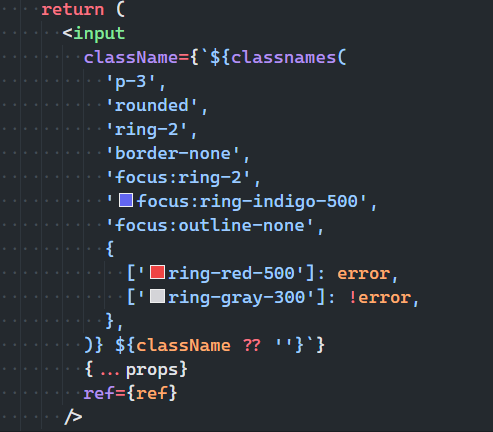 return (
<input
className={`${classnames(
'p-3',
'rounded',
'ring-2',
'border-none',
'focus:ring-2',
'focus:ring-indigo-500',
'focus:outline-none',
{
['ring-red-500']: error,
['ring-gray-300']: !error,
},
)} ${className ?? ''}`}
{...props}
ref={ref}
/>